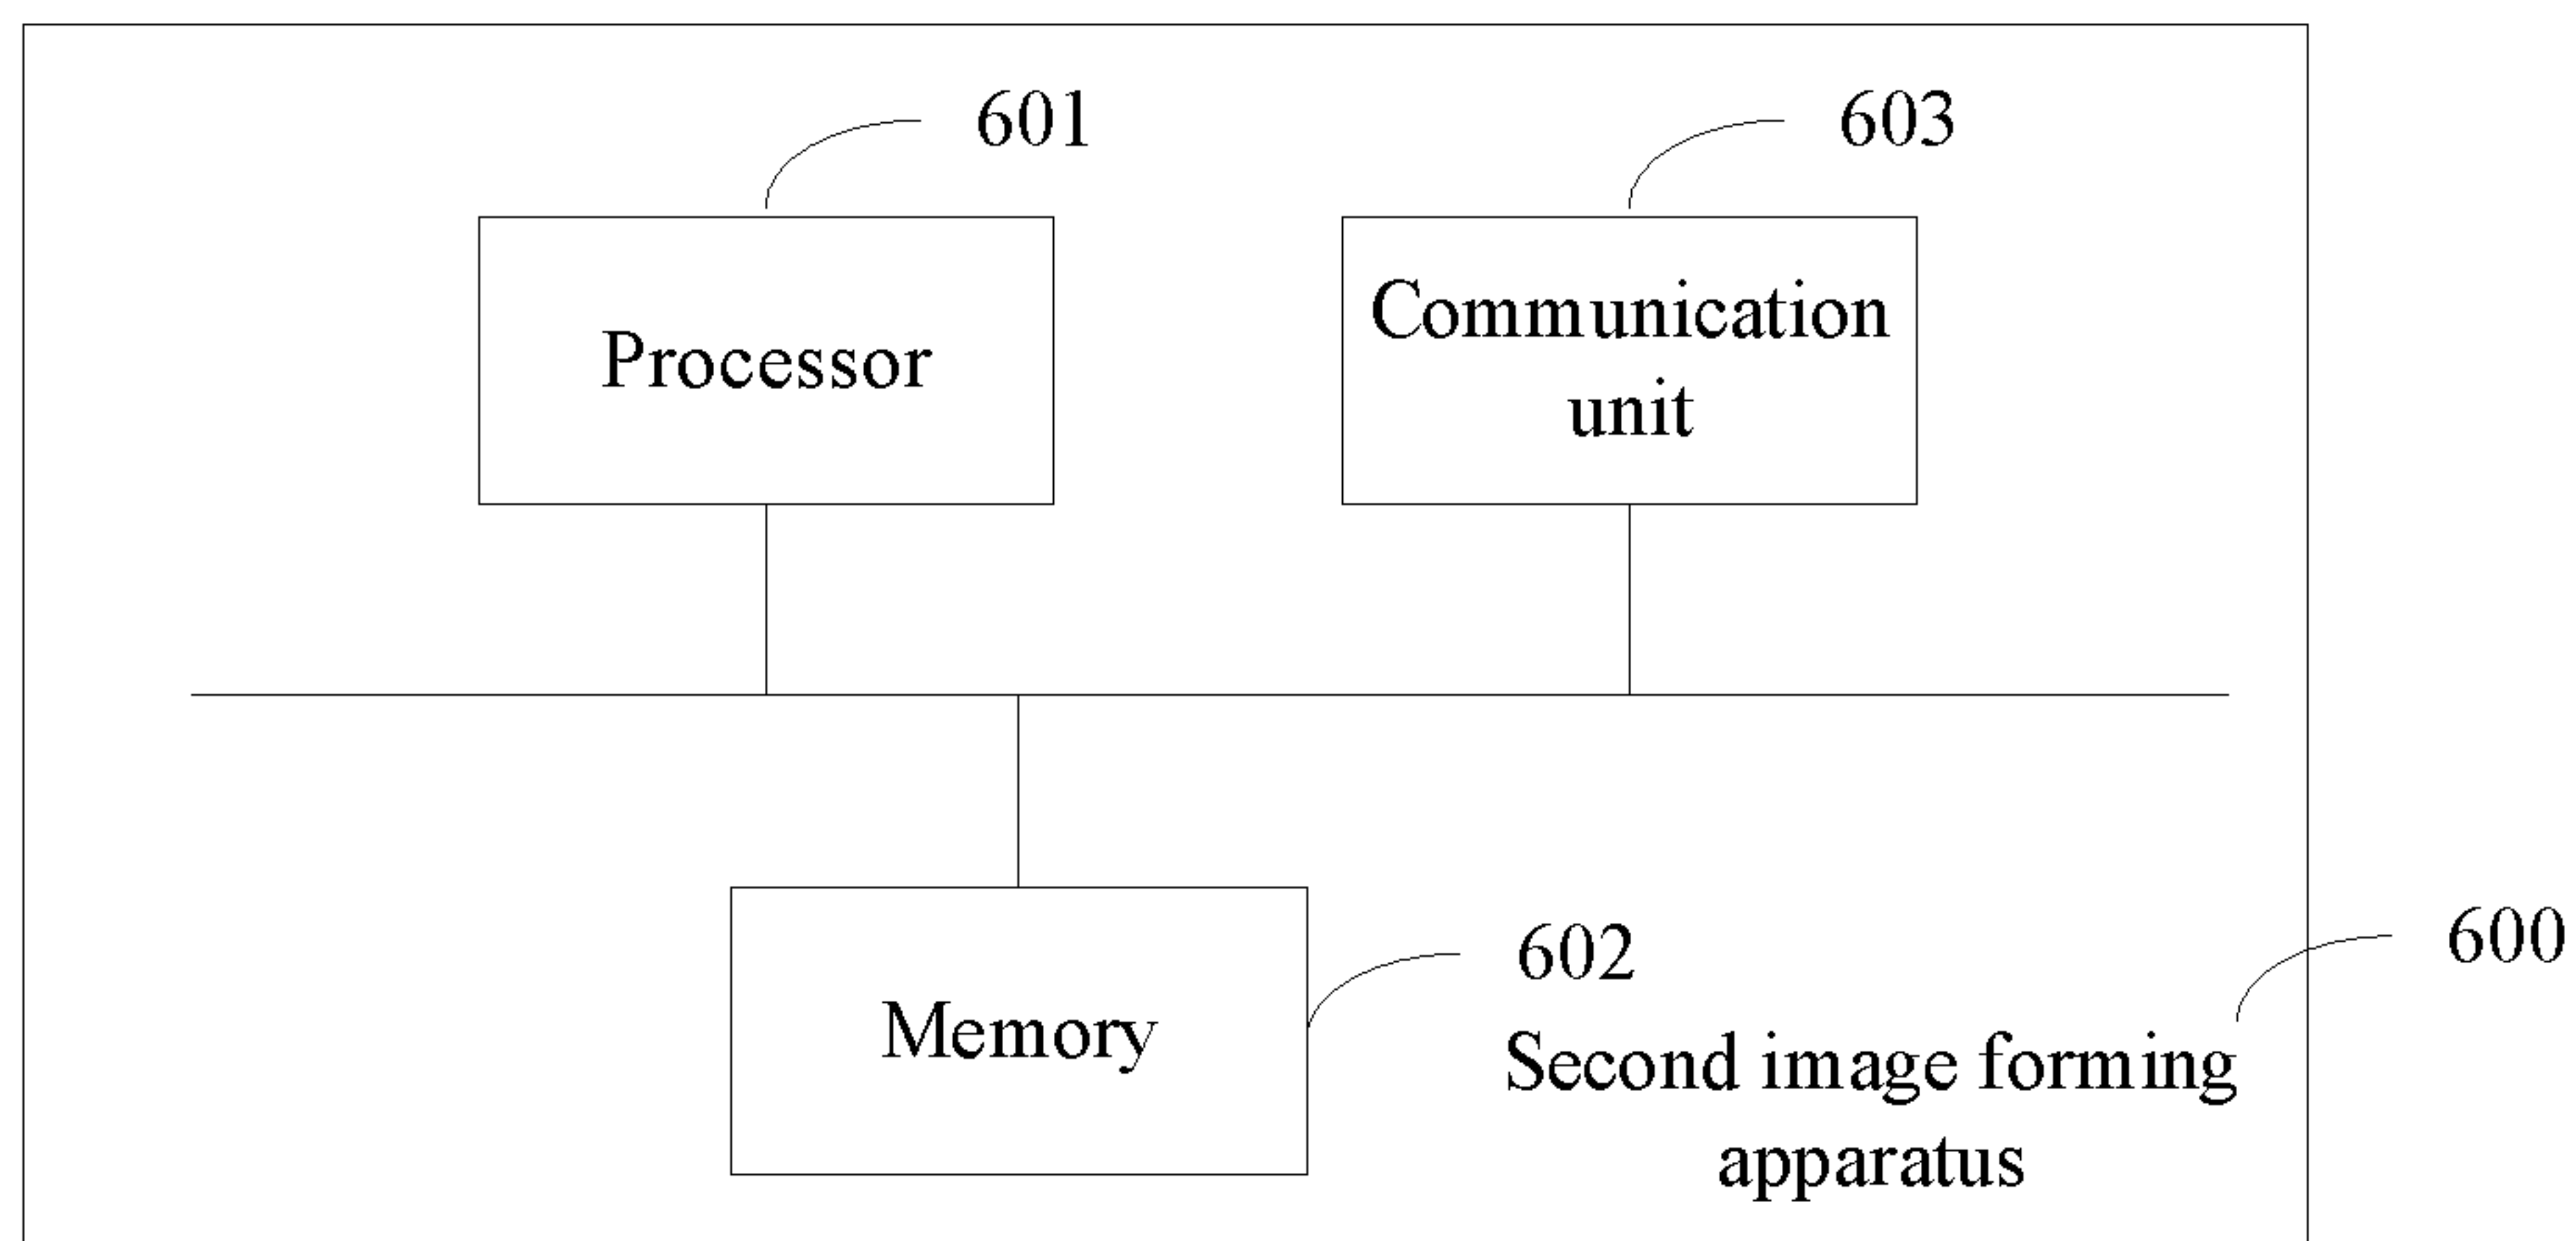 601
603
Processor
Communication
unit
602
600
Memory
Second image forming
apparatus